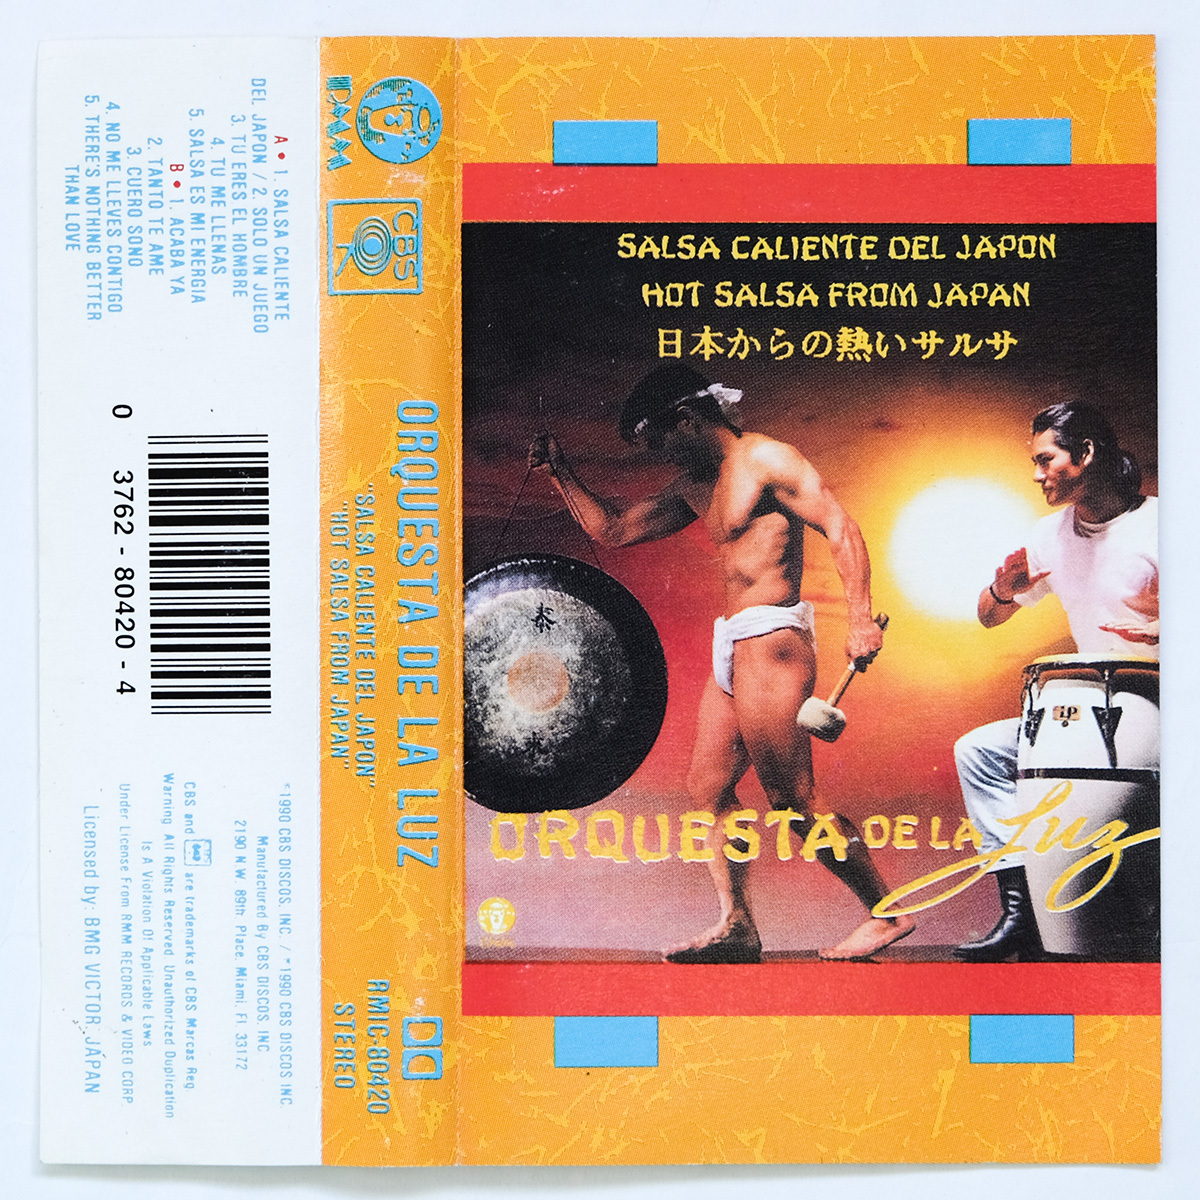 A • 1. SALSA CALIENTE
DEL JAPON / 2. SOLO UN JUEGO
3. TU ERES EL HOMBRE
4. TU ME LLENAS
5. SALSA ES MI ENERGIA
B • 1. ACABA YA
2. TANTO TE AME
3. CUERO SONO
4. NO ME LLEVES CONTIGO
5. THERE'S NOTHING BETTER
THAN LOVE
0 3762 - 80420 - 4
©1990 CBS DISCOS, INC / ℗1990 CBS DISCOS INC
Manufactured By CBS DISCOS INC
2190 N.W. 89th. Place, Miami, Fl 33172
CBS and are trademarks of CBS Marcas Reg.
Warning: All Rights Reserved. Unauthorized Duplication
Is A Violation Of Applicable Laws
Under License From RMM RECORDS & VIDEO CORP.
Licensed by: BMG VICTOR, JAPAN
RMM
CBS
ORQUESTA DE LA LUZ
"SALSA CALIENTE DEL JAPON"
"HOT SALSA FROM JAPAN"
RMIC-80420
STEREO
SALSA CALIENTE DEL JAPON
HOT SALSA FROM JAPAN
日本からの熱いサルサ
LP
ORQUESTA DE LA Luz